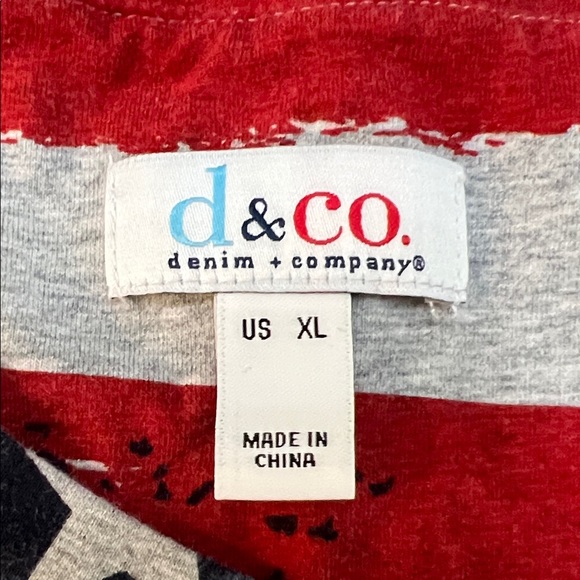 d&co.
denim + company®
US XL
MADE IN
CHINA